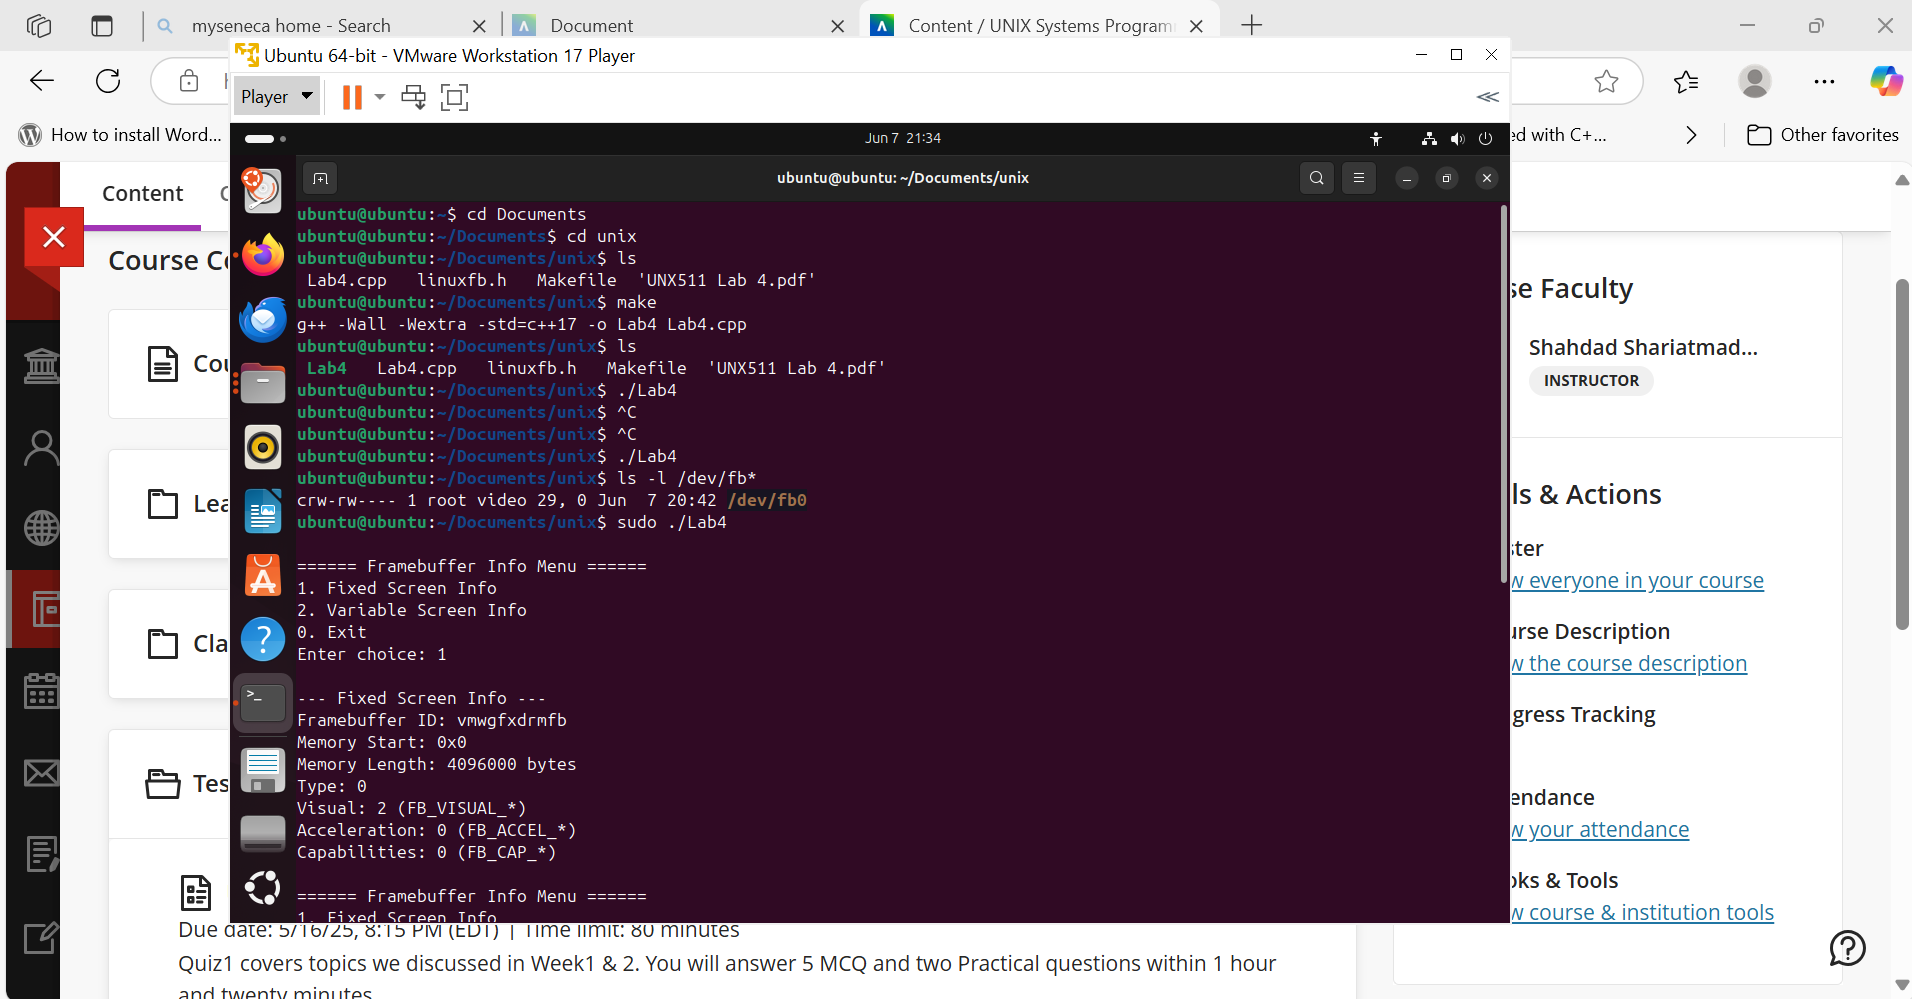 myseneca home - Search
Document
Content / UNIX Systems Program
Ubuntu 64-bit - VMware Workstation 17 Player
Player
How to install Word...
ed with C+...
Other favorites
Jun 7 21:34
ubuntu@ubuntu: ~/Documents/unix
ubuntu@ubuntu:~$ cd Documents
ubuntu@ubuntu:~/Documents$ cd unix
ubuntu@ubuntu:~/Documents/unix$ ls
Lab4.cpp linuxfb.h Makefile 'UNX511 Lab 4.pdf'
ubuntu@ubuntu:~/Documents/unix$ make
g++ -Wall -Wextra -std=c++17 -o Lab4 Lab4.cpp
ubuntu@ubuntu:~/Documents/unix$ ls
Lab4 Lab4.cpp linuxfb.h Makefile 'UNX511 Lab 4.pdf'
ubuntu@ubuntu:~/Documents/unix$ ./Lab4
ubuntu@ubuntu:~/Documents/unix$ ^C
ubuntu@ubuntu:~/Documents/unix$ ^C
ubuntu@ubuntu:~/Documents/unix$ ./Lab4
ubuntu@ubuntu:~/Documents/unix$ ls -l /dev/fb*
crw-rw---- 1 root video 29, 0 Jun 7 20:42 /dev/fb0
ubuntu@ubuntu:~/Documents/unix$ sudo ./Lab4
====== Framebuffer Info Menu ======
1. Fixed Screen Info
2. Variable Screen Info
0. Exit
Enter choice: 1
--- Fixed Screen Info ---
Framebuffer ID: vmwgfxdrmfb
Memory Start: 0x0
Memory Length: 4096000 bytes
Type: 0
Visual: 2 (FB_VISUAL_*)
Acceleration: 0 (FB_ACCEL_*)
Capabilities: 0 (FB_CAP_*)
====== Framebuffer Info Menu ======
1. Fixed Screen Info
Content
Course Co
Cou
Lea
Cla
Tes
Due date: 5/16/25, 8:15 PM (EDT) | Time limit: 80 minutes
Quiz1 covers topics we discussed in Week1 & 2. You will answer 5 MCQ and two Practical questions within 1 hour
and twenty minutes
se Faculty
Shahdad Shariatmad...
INSTRUCTOR
ls & Actions
ster
w everyone in your course
urse Description
w the course description
gress Tracking
endance
w your attendance
oks & Tools
w course & institution tools